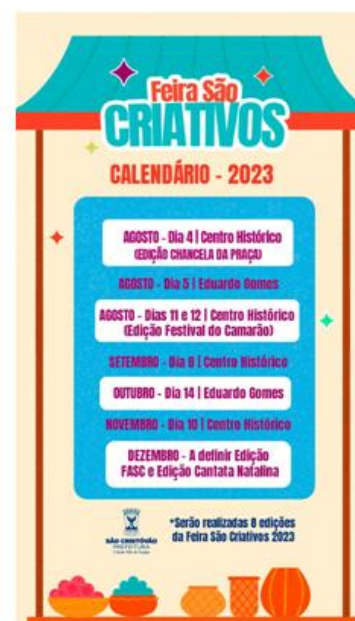 Feira São
CRIATIVOS
CALENDÁRIO - 2023
AGOSTO - Dia 4 | Centro Histórico
(EDIÇÃO CHANCELA DA PRAÇA)
AGOSTO - Dia 5 | Eduardo Gomes
AGOSTO - Dias 11 e 12 | Centro Histórico
(Edição Festival do Camarão)
SETEMBRO - Dia 8 | Centro Histórico
OUTUBRO - Dia 14 | Eduardo Gomes
NOVEMBRO - Dia 10 | Centro Histórico
DEZEMBRO - A definir Edição
FASC e Edição Cantata Natalina
SÃO CRISTÓVÃO
PREFEITURA
*Serão realizadas 8 edições
da Feira São Criativos 2023